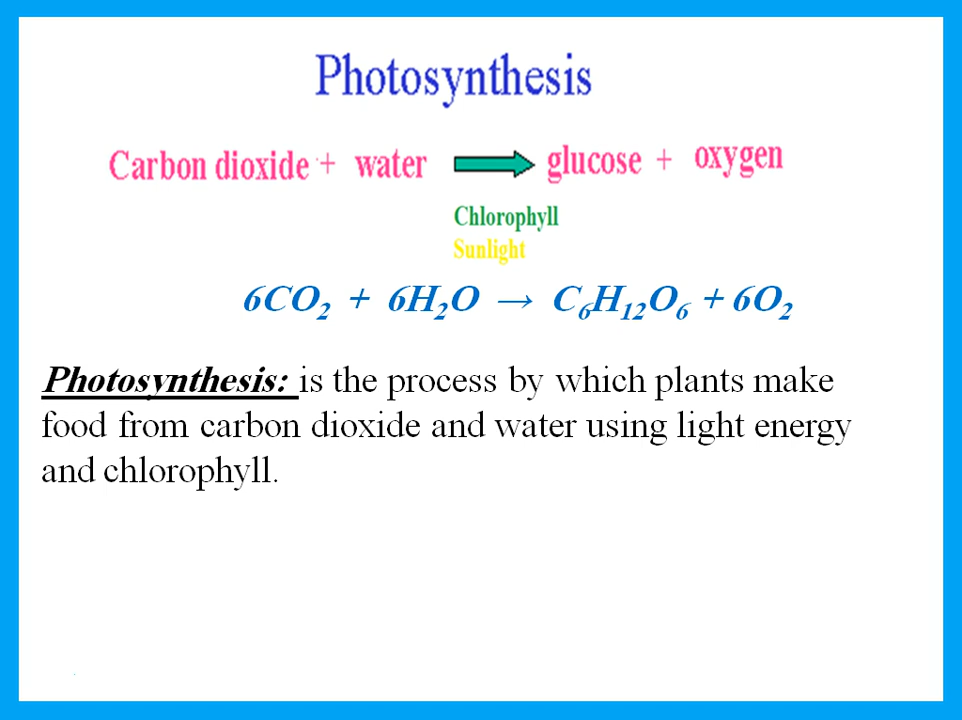 Photosynthesis
Carbon dioxide + water → glucose + oxygen
Chlorophyll
Sunlight
6CO₂ + 6H₂O → C₆H₁₂O₆ + 6O₂
Photosynthesis: is the process by which plants make
food from carbon dioxide and water using light energy
and chlorophyll.